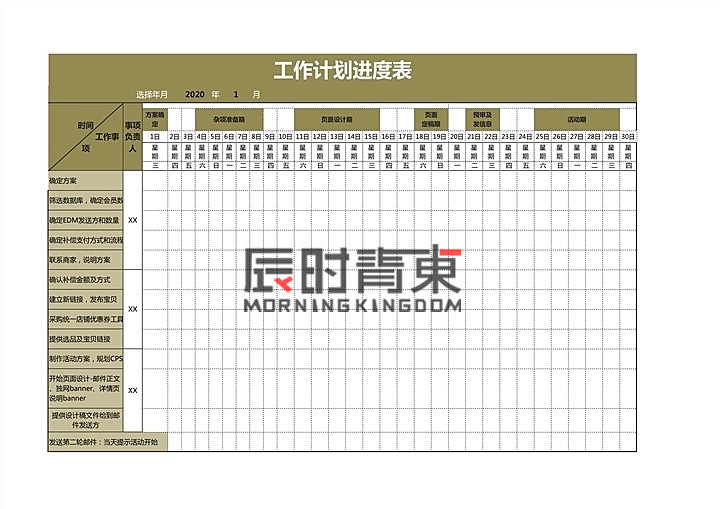 工作计划进度表
选择年月 2020 年 1 月
时间
工作事
项
事项
负责
人
方案确
定
杂项准备期
页面设计期
页面
定稿期
预审及
发信息
活动期
1日 2日 3日 4日 5日 6日 7日 8日 9日 10日 11日 12日 13日 14日 15日 16日 17日 18日 19日 20日 21日 22日 23日 24日 25日 26日 27日 28日 29日 30日
星 星 星 星 星 星 星 星 星 星 星 星 星 星 星 星 星 星 星 星 星 星 星 星 星 星 星 星 星 星
期 期 期 期 期 期 期 期 期 期 期 期 期 期 期 期 期 期 期 期 期 期 期 期 期 期 期 期 期 期
三 四 五 六 日 一 二 三 四 五 六 日 一 二 三 四 五 六 日 一 二 三 四 五 六 日 一 二 三 四
确定方案
筛选数据库，确定会员数
确定EDM发送方和数量
XX
确定补偿支付方式和流程
联系商家，说明方案
确认补偿金额及方式
建立新链接，发布宝贝
XX
采购统一店铺优惠券工具
提供选品及宝贝链接
制作活动方案，规划CPS
开始页面设计-邮件正文
、独网banner、详情页
说明banner
XX
提供设计稿文件给到邮
件发送方
发送第二轮邮件：当天提示活动开始
辰时青東
MORNINGKINGDOM